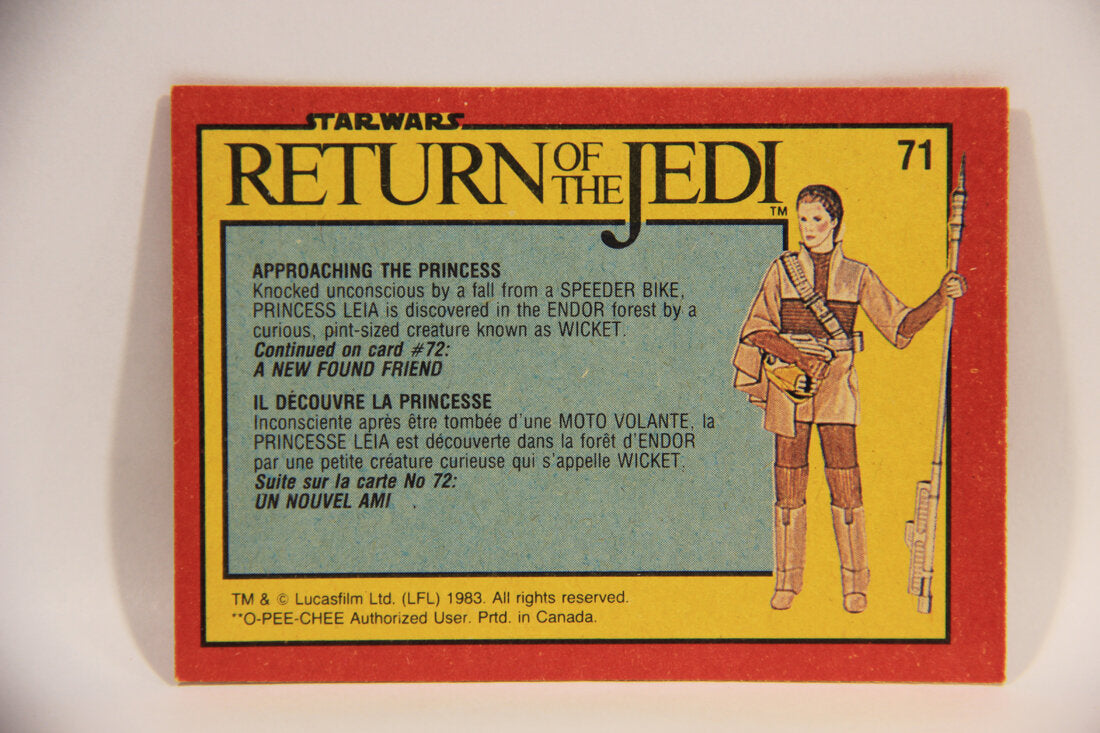 STAR WARS
RETURN OF THE JEDI TM
71
APPROACHING THE PRINCESS
Knocked unconscious by a fall from a SPEEDER BIKE,
PRINCESS LEIA is discovered in the ENDOR forest by a
curious, pint-sized creature known as WICKET.
Continued on card #72:
A NEW FOUND FRIEND
IL DÉCOUVRE LA PRINCESSE
Inconsciente après être tombée d'une MOTO VOLANTE, la
PRINCESSE LEIA est découverte dans la forêt d'ENDOR
par une petite créature curieuse qui s'appelle WICKET.
Suite sur la carte No 72:
UN NOUVEL AMI
TM & © Lucasfilm Ltd. (LFL) 1983. All rights reserved.
**O-PEE-CHEE Authorized User. Prtd. in Canada.